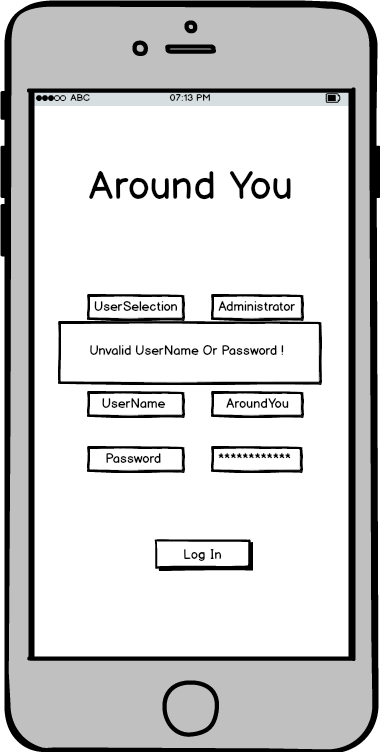 ABC 07:13 PM
Around You
UserSelection Administrator
Unvalid UserName Or Password !
UserName AroundYou
Password ************
Log In